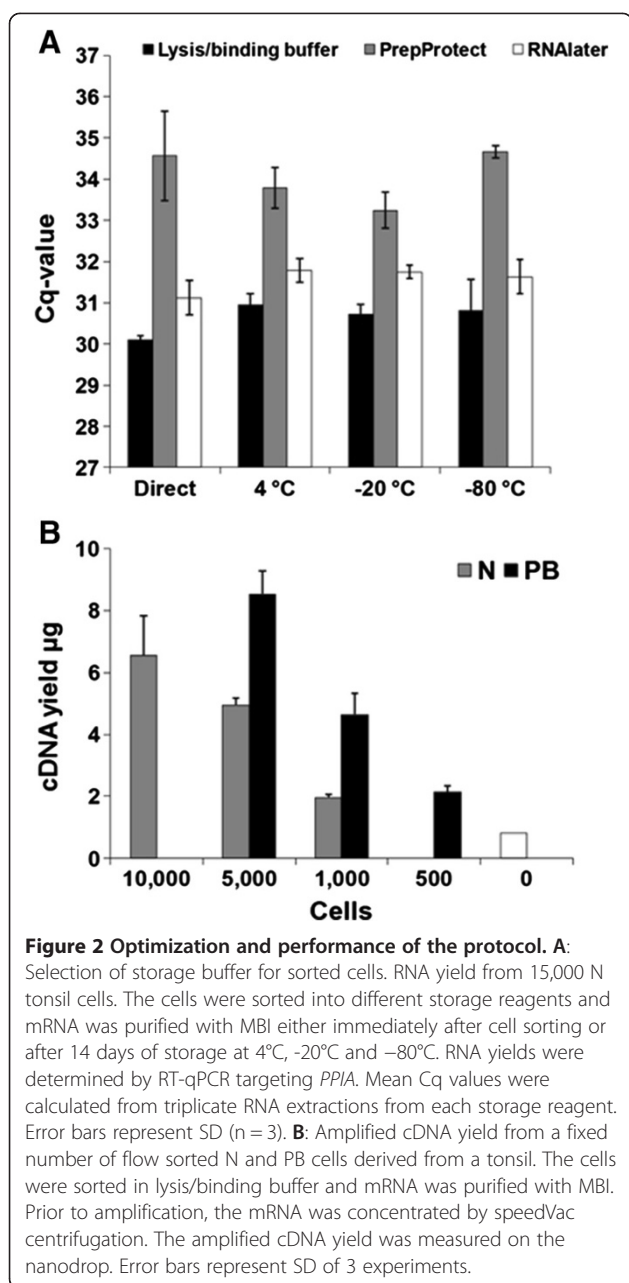 A
Lysis/binding buffer PrepProtect RNAlater
37
36
35
34
33
32
31
30
29
28
27
Cq-value
Direct 4 °C -20 °C -80 °C
B
N PB
10
8
6
4
2
0
cDNA yield µg
10,000 5,000 1,000 500 0
Cells
Figure 2 Optimization and performance of the protocol. A:
Selection of storage buffer for sorted cells. RNA yield from 15,000 N
tonsil cells. The cells were sorted into different storage reagents and
mRNA was purified with MBI either immediately after cell sorting or
after 14 days of storage at 4°C, -20°C and −80°C. RNA yields were
determined by RT-qPCR targeting PPIA. Mean Cq values were
calculated from triplicate RNA extractions from each storage reagent.
Error bars represent SD (n = 3). B: Amplified cDNA yield from a fixed
number of flow sorted N and PB cells derived from a tonsil. The cells
were sorted in lysis/binding buffer and mRNA was purified with MBI.
Prior to amplification, the mRNA was concentrated by speedVac
centrifugation. The amplified cDNA yield was measured on the
nanodrop. Error bars represent SD of 3 experiments.